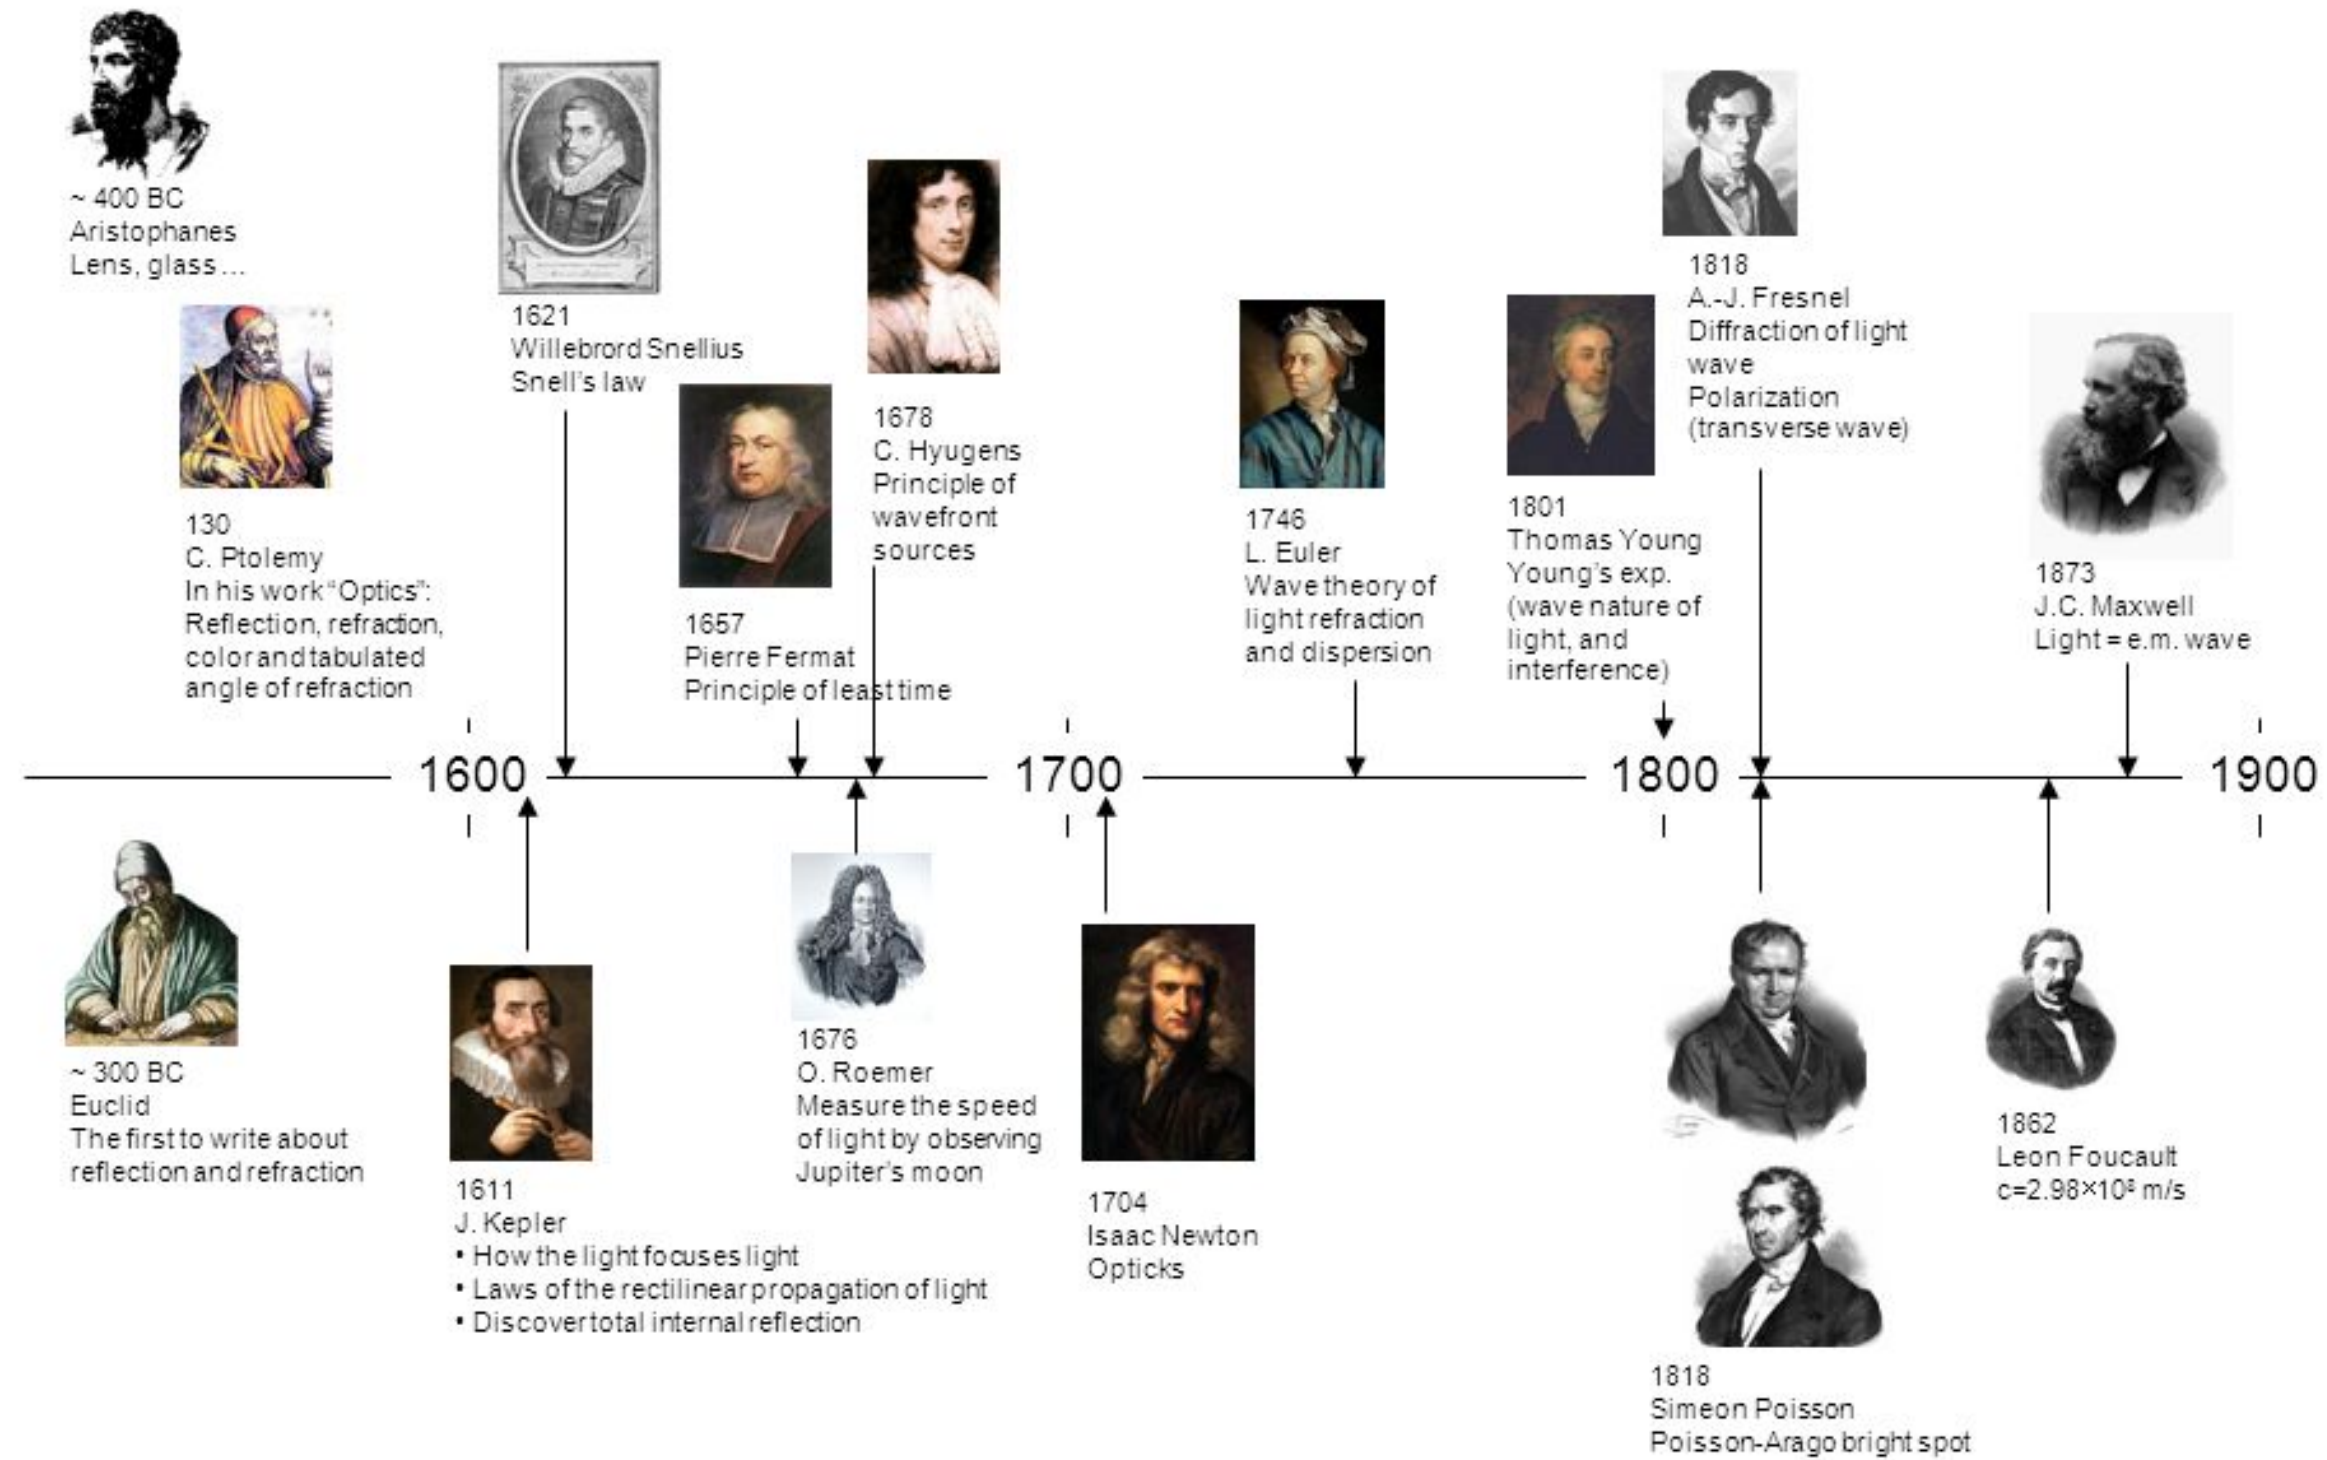 ~ 400 BC
Aristophanes
Lens, glass...
130
C. Ptolemy
In his work "Optics":
Reflection, refraction,
color and tabulated
angle of refraction
1621
Willebrord Snellius
Snell's law
1657
Pierre Fermat
Principle of least time
1678
C. Hyugens
Principle of
wavefront
sources
1746
L. Euler
Wave theory of
light refraction
and dispersion
1801
Thomas Young
Young's exp.
(wave nature of
light, and
interference)
1818
A.-J. Fresnel
Diffraction of light
wave
Polarization
(transverse wave)
1873
J.C. Maxwell
Light = e.m. wave
1600
1700
1800
1900
~ 300 BC
Euclid
The first to write about
reflection and refraction
1611
J. Kepler
• How the light focuses light
• Laws of the rectilinear propagation of light
• Discover total internal reflection
1676
O. Roemer
Measure the speed
of light by observing
Jupiter's moon
1704
Isaac Newton
Opticks
1818
Simeon Poisson
Poisson-Arago bright spot
1862
Leon Foucault
c=2.98×10⁸ m/s